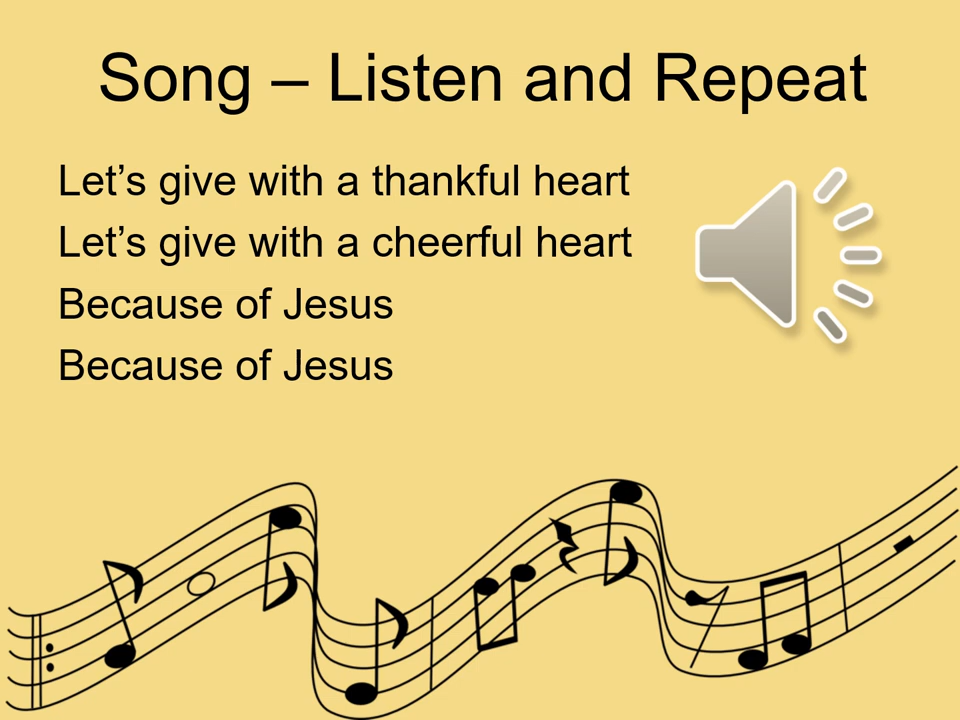 Song – Listen and Repeat
Let’s give with a thankful heart
Let’s give with a cheerful heart
Because of Jesus
Because of Jesus